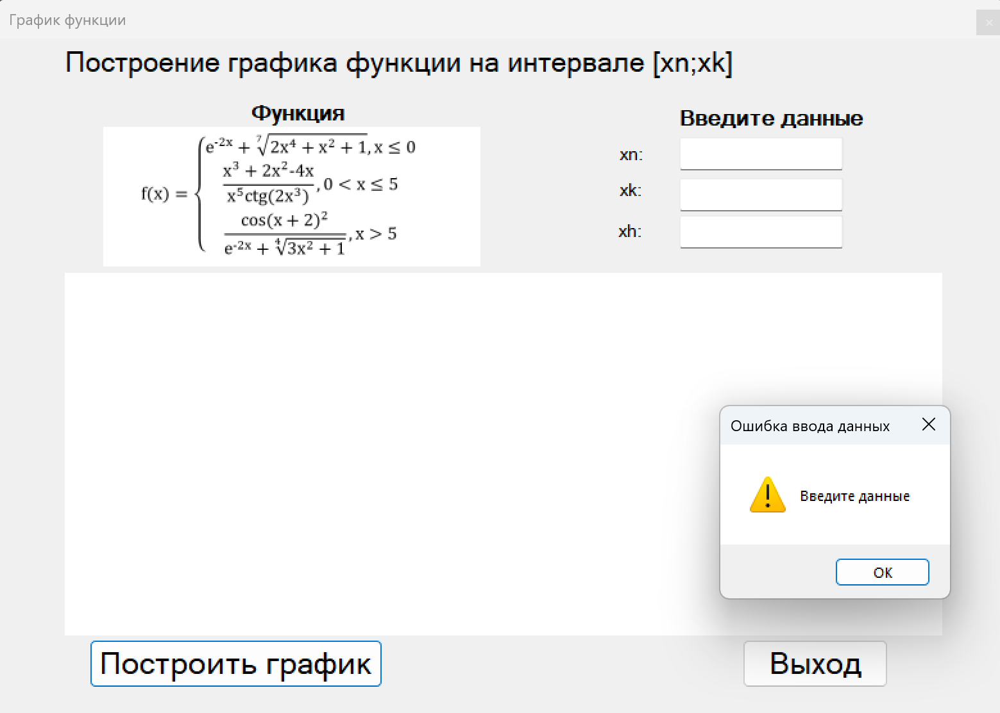 График функции
Построение графика функции на интервале [xn;xk]
Функция
Введите данные
f(x) = { e^-2x + ⁷√(2x⁴ + x² + 1), x ≤ 0
(x³ + 2x²-4x) / (x⁵ctg(2x³)), 0 < x ≤ 5
cos(x + 2)² / (e^-2x + ⁴√(3x² + 1)), x > 5
xn:
xk:
xh:
Ошибка ввода данных
Введите данные
ОК
Построить график
Выход